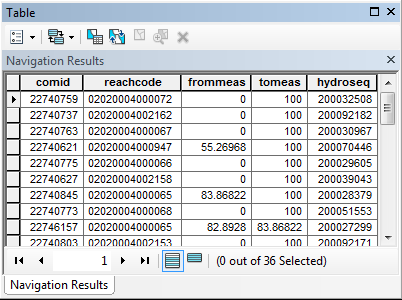 Table
Navigation Results
comid reachcode frommeas tomeas hydroseq
22740759 02020004000072 0 100 200032508
22740737 02020004002162 0 100 200092182
22740763 02020004000067 0 100 200030967
22740621 02020004000947 55.26968 100 200070446
22740775 02020004000066 0 100 200029605
22740627 02020004002158 0 100 200039043
22740845 02020004000065 83.86822 100 200028379
22740773 02020004000068 0 100 200051553
22746157 02020004000065 82.8928 83.86822 200027299
22740803 02020004002153 0 100 200092171
1 (0 out of 36 Selected)
Navigation Results